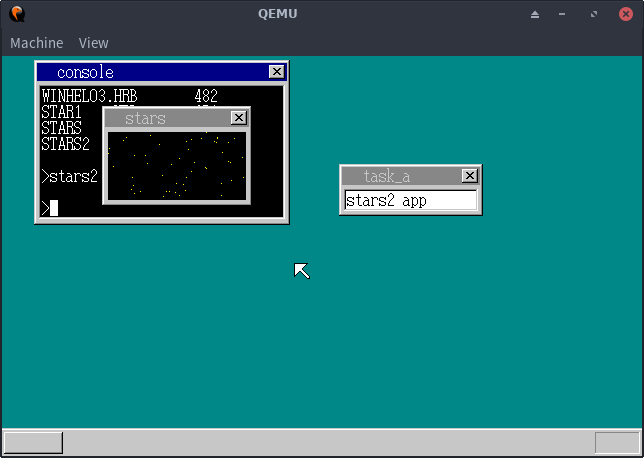 QEMU
Machine View
console
WINHELO3.HRB 482
STAR1
STARS
STARS2
>stars2
>
stars
task_a
stars2 app